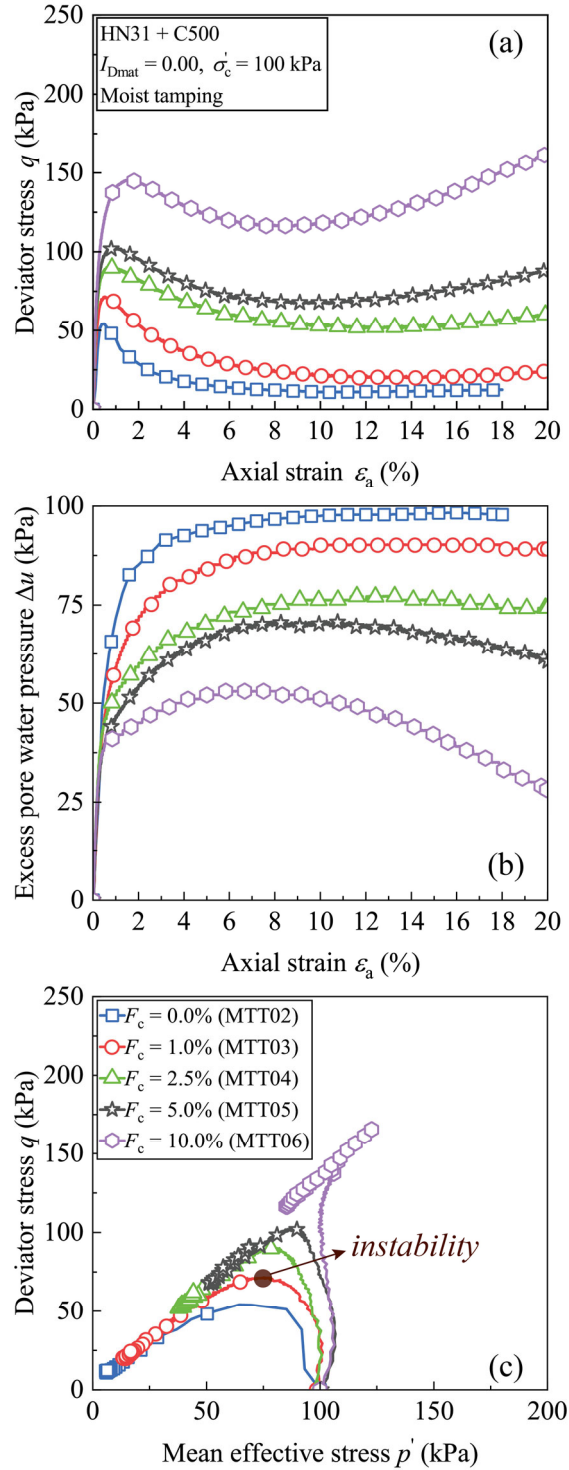 HN31 + C500
I_Dmat = 0.00, σ'_c = 100 kPa
Moist tamping
(a)
250
200
150
100
50
0
Deviator stress q (kPa)
0 2 4 6 8 10 12 14 16 18 20
Axial strain ε_a (%)
100
75
50
25
0
Excess pore water pressure Δu (kPa)
(b)
0 2 4 6 8 10 12 14 16 18 20
Axial strain ε_a (%)
250
200
150
100
50
0
Deviator stress q (kPa)
F_c = 0.0% (MTT02)
F_c = 1.0% (MTT03)
F_c = 2.5% (MTT04)
F_c = 5.0% (MTT05)
F_c = 10.0% (MTT06)
instability
(c)
0 50 100 150 200
Mean effective stress p' (kPa)